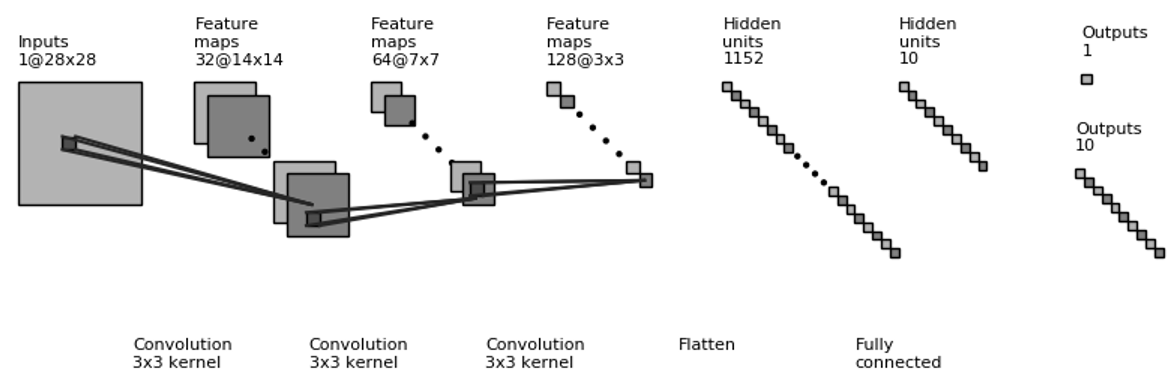 Inputs
1@28x28
Feature
maps
32@14x14
Feature
maps
64@7x7
Feature
maps
128@3x3
Hidden
units
1152
Hidden
units
10
Outputs
1
Outputs
10
Convolution
3x3 kernel
Convolution
3x3 kernel
Convolution
3x3 kernel
Flatten
Fully
connected